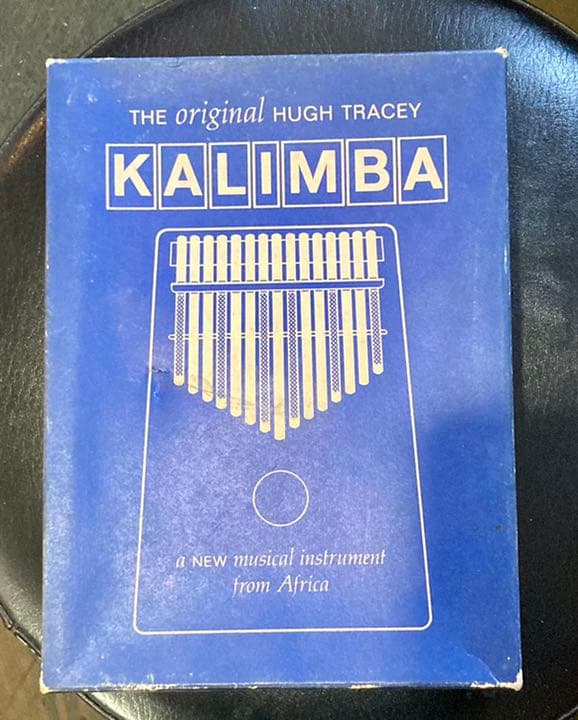 THE original HUGH TRACEY
KALIMBA
a NEW musical instrument
from Africa